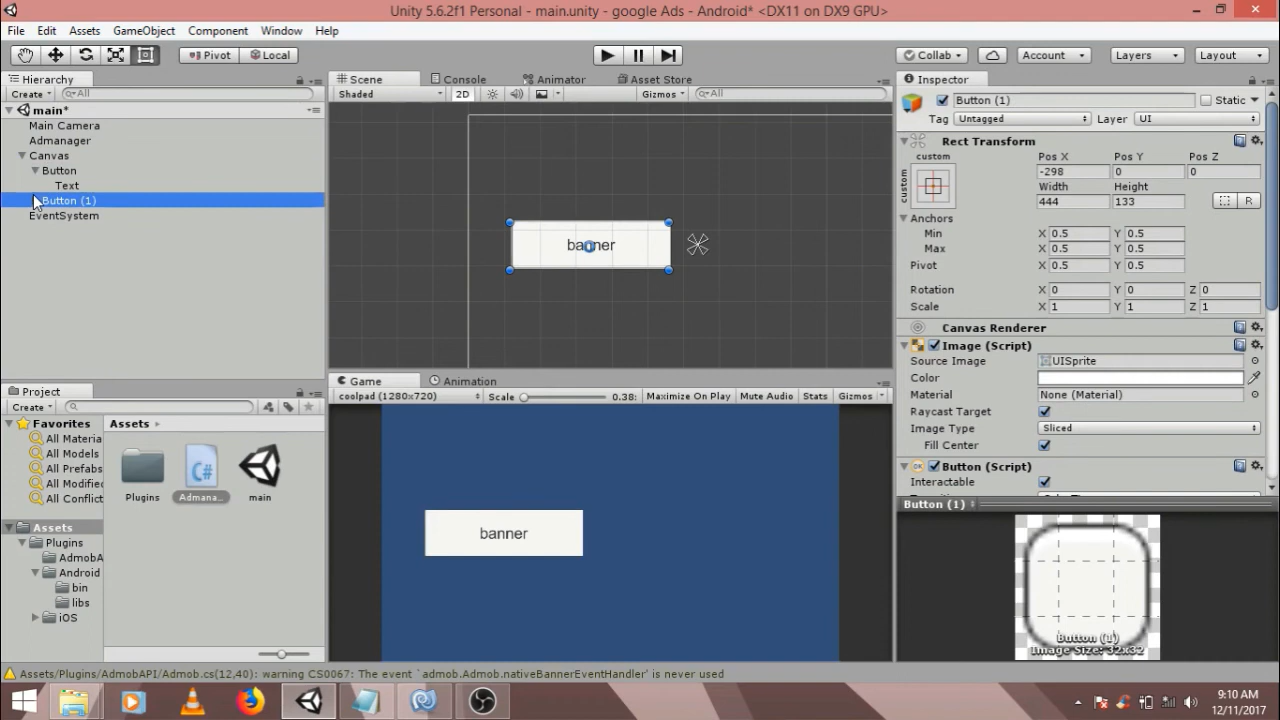 Unity 5.6.2f1 Personal - main.unity - google Ads - Android* <DX11 on DX9 GPU>
File Edit Assets GameObject Component Window Help
Pivot Local Collab Account Layers Layout
Hierarchy
Create All
main*
Main Camera
Admanager
Canvas
Button
Text
Button (1)
EventSystem
Scene Console Animator Asset Store
Shaded 2D Gizmos All
banner
Game Animation
coolpad (1280x720) Scale 0.38: Maximize On Play Mute Audio Stats Gizmos
banner
Project
Create
Favorites
All Materia
All Models
All Prefabs
All Modified
All Conflict
Assets
Plugins
AdmobA
Android
bin
libs
iOS
Assets
Plugins Admana... main
C#
Inspector
Button (1) Static
Tag Untagged Layer UI
Rect Transform
custom Pos X Pos Y Pos Z
custom -298 0 0
Width Height
444 133 R
Anchors
Min X 0.5 Y 0.5
Max X 0.5 Y 0.5
Pivot X 0.5 Y 0.5
Rotation X 0 Y 0 Z 0
Scale X 1 Y 1 Z 1
Canvas Renderer
Image (Script)
Source Image UISprite
Color
Material None (Material)
Raycast Target
Image Type Sliced
Fill Center
OK Button (Script)
Interactable
Button (1)
Button (1)
Image Size: 32x32
Assets/Plugins/AdmobAPI/Admob.cs(12,40): warning CS0067: The event `admob.Admob.nativeBannerEventHandler' is never used
9:10 AM
12/11/2017